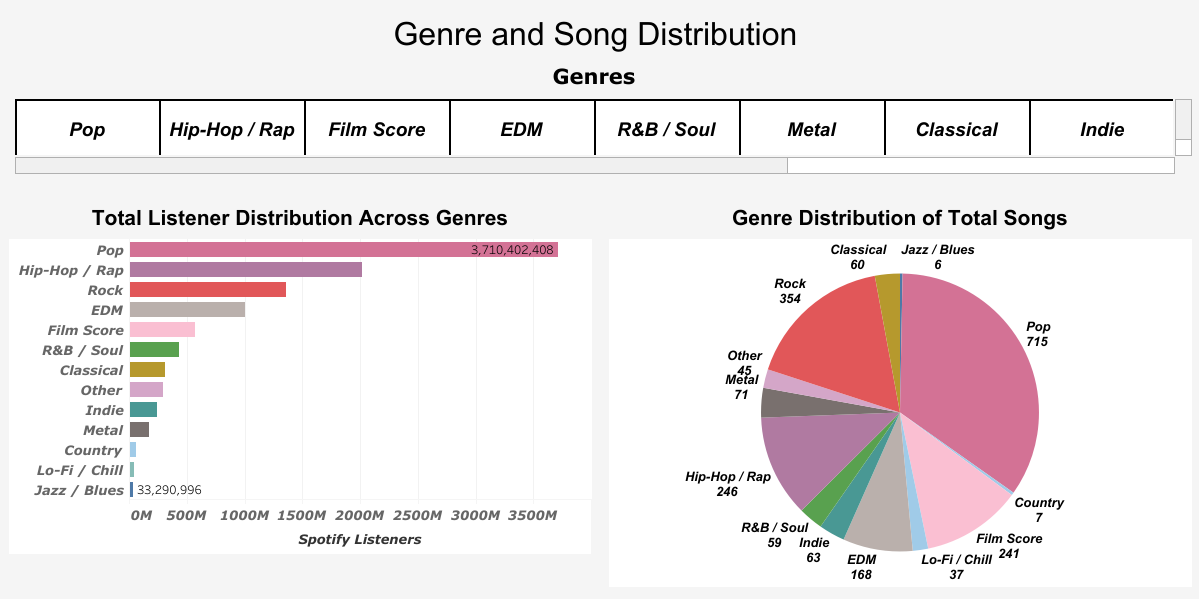 Genre and Song Distribution
Genres
Pop Hip-Hop / Rap Film Score EDM R&B / Soul Metal Classical Indie
Total Listener Distribution Across Genres
Pop 3,710,402,408
Hip-Hop / Rap
Rock
EDM
Film Score
R&B / Soul
Classical
Other
Indie
Metal
Country
Lo-Fi / Chill
Jazz / Blues 33,290,996
0M 500M 1000M 1500M 2000M 2500M 3000M 3500M
Spotify Listeners
Genre Distribution of Total Songs
Classical
60
Jazz / Blues
6
Rock
354
Pop
715
Other
45
Metal
71
Hip-Hop / Rap
246
Country
7
R&B / Soul
59
Indie
63
EDM
168
Lo-Fi / Chill
37
Film Score
241